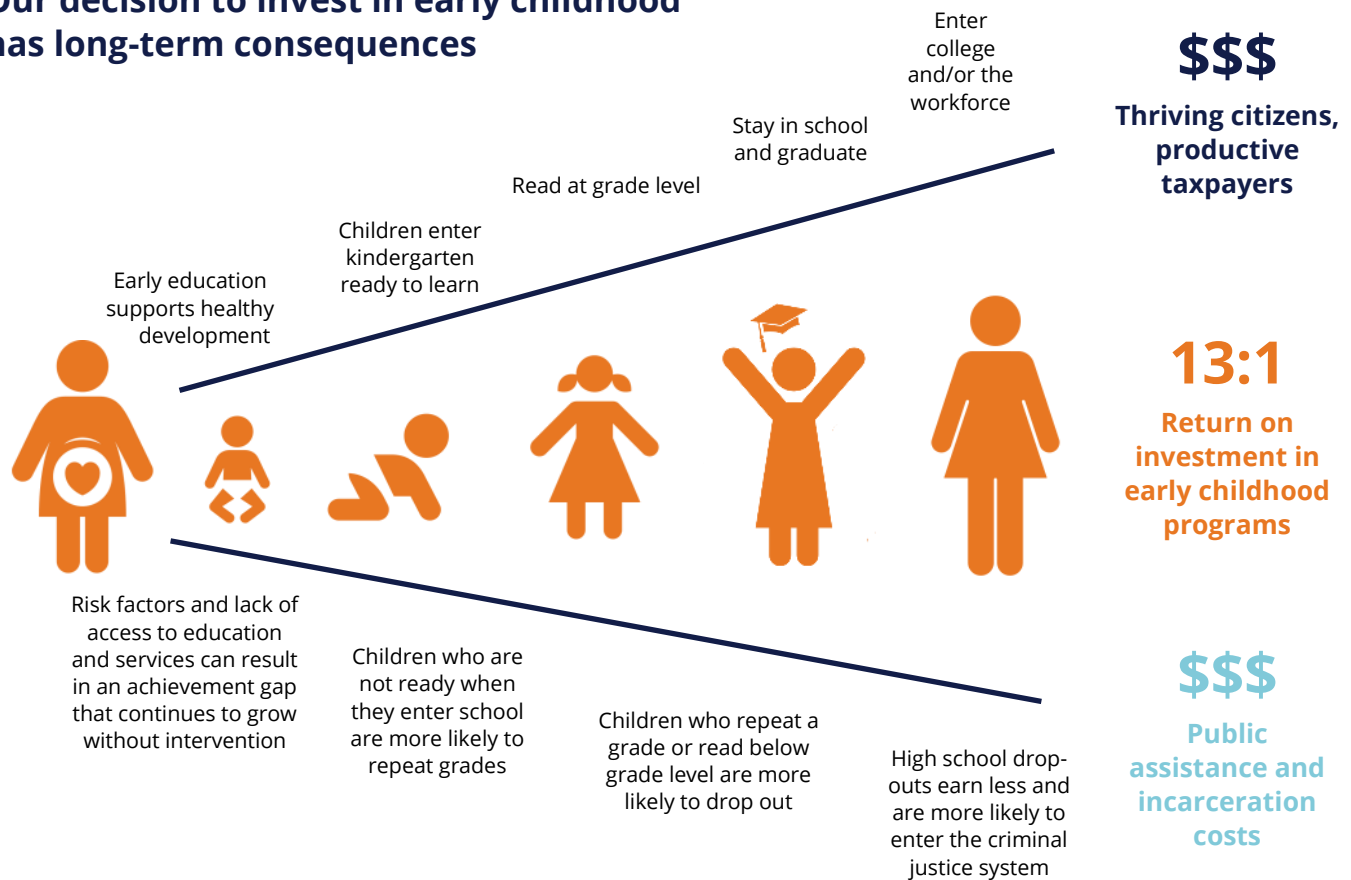 Our decision to invest in early childhood
has long-term consequences
Enter
college
and/or the
workforce
Stay in school
and graduate
Read at grade level
Children enter
kindergarten
ready to learn
Early education
supports healthy
development
$$$
Thriving citizens,
productive
taxpayers
13:1
Return on
investment in
early childhood
programs
Risk factors and lack of
access to education
and services can result
in an achievement gap
that continues to grow
without intervention
Children who are
not ready when
they enter school
are more likely to
repeat grades
Children who repeat a
grade or read below
grade level are more
likely to drop out
High school drop-
outs earn less and
are more likely to
enter the criminal
justice system
$$$
Public
assistance and
incarceration
costs